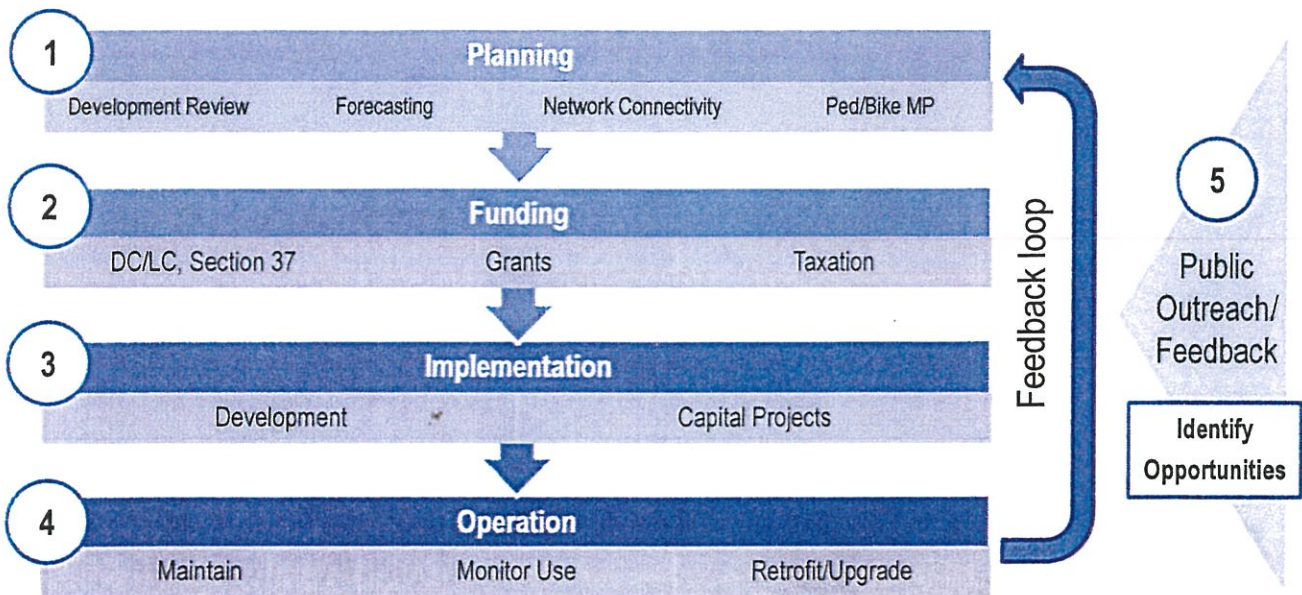 1
Planning
Development Review Forecasting Network Connectivity Ped/Bike MP
2
Funding
DC/LC, Section 37 Grants Taxation
3
Implementation
Development Capital Projects
4
Operation
Maintain Monitor Use Retrofit/Upgrade
Feedback loop
5
Public
Outreach/
Feedback
Identify
Opportunities